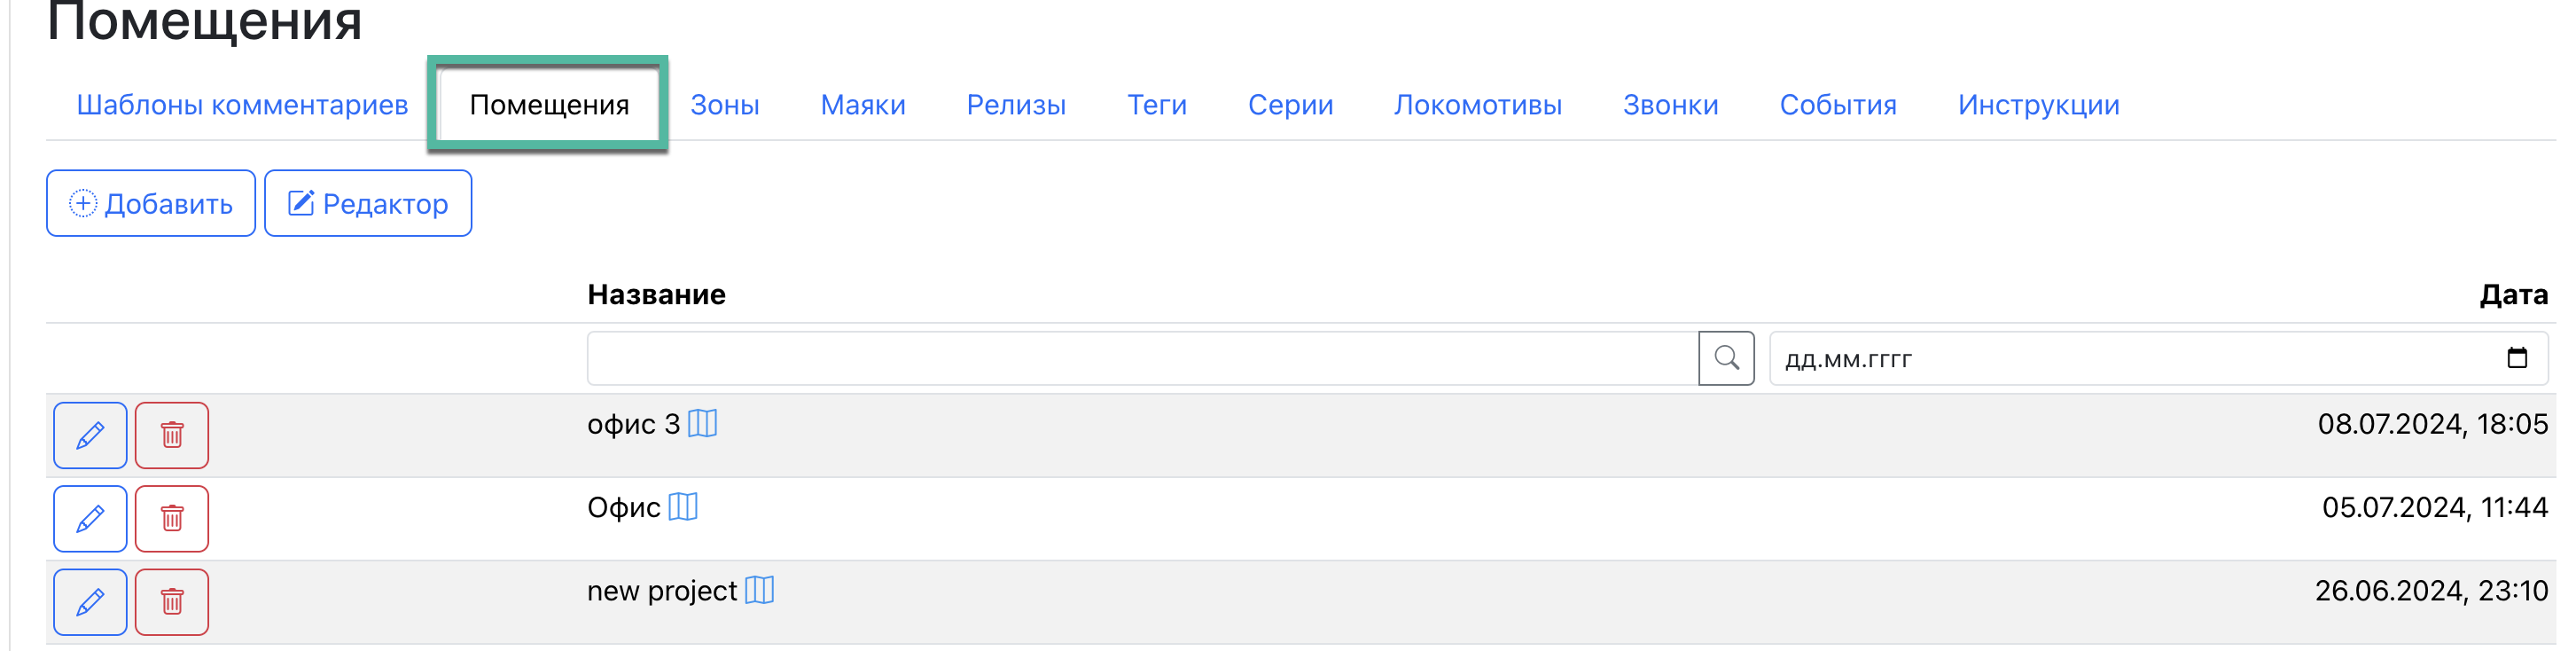 Помещения
Шаблоны комментариев Помещения Зоны Маяки Релизы Теги Серии Локомотивы Звонки События Инструкции
Добавить Редактор
Название Дата
дд.мм.гггг
офис 3 08.07.2024, 18:05
Офис 05.07.2024, 11:44
new project 26.06.2024, 23:10